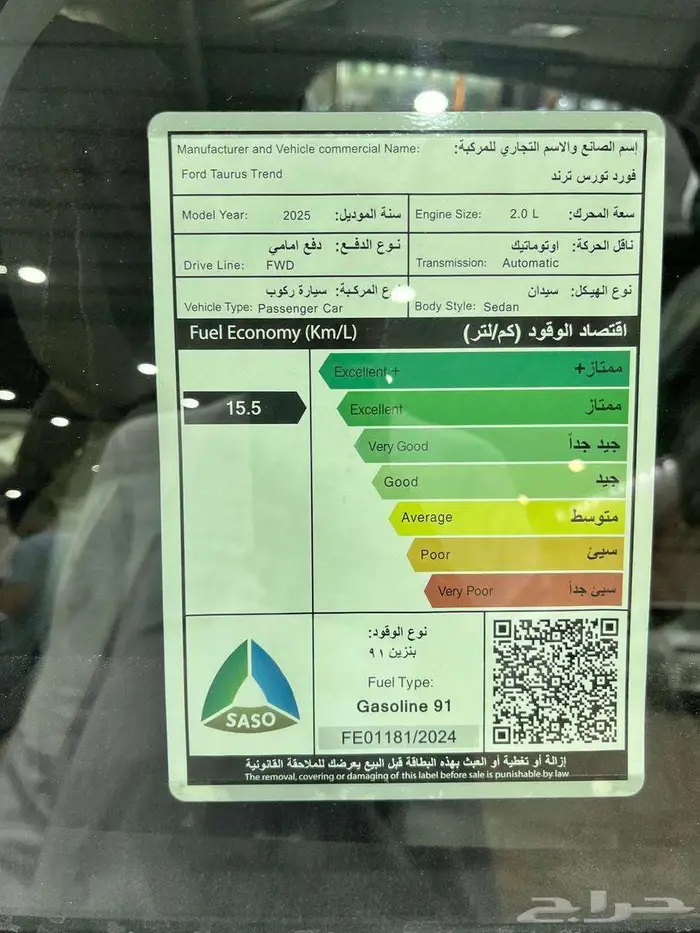 Manufacturer and Vehicle commercial Name: إسم الصانع والاسم التجاري للمركبة:
Ford Taurus Trend فورد تورس ترند
Model Year: 2025 سنة الموديل:
Engine Size: 2.0 L سعة المحرك:
نوع الدفع: دفع امامي
Drive Line: FWD
ناقل الحركة: اوتوماتيك
Transmission: Automatic
ع المركبة: سيارة ركوب
Vehicle Type: Passenger Car
نوع الهيكل: سيدان
Body Style: Sedan
Fuel Economy (Km/L) اقتصاد الوقود (كم/لتر)
Excellent + ممتاز+
15.5
Excellent ممتاز
Very Good جيد جداً
Good جيد
Average متوسط
Poor سيئ
Very Poor سيئ جداً
SASO
نوع الوقود:
بنزين ٩١
Fuel Type:
Gasoline 91
FE01181/2024
إزالة أو تغطية أو العبث بهذه البطاقة قبل البيع يعرضك للملاحقة القانونية
The removal, covering or damaging of this label before sale is punishable by law
حراج